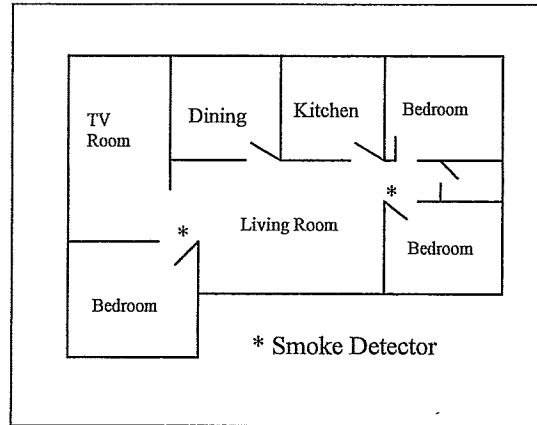 TV
Room
Dining
Kitchen
Bedroom
*
*
Living Room
Bedroom
Bedroom
* Smoke Detector